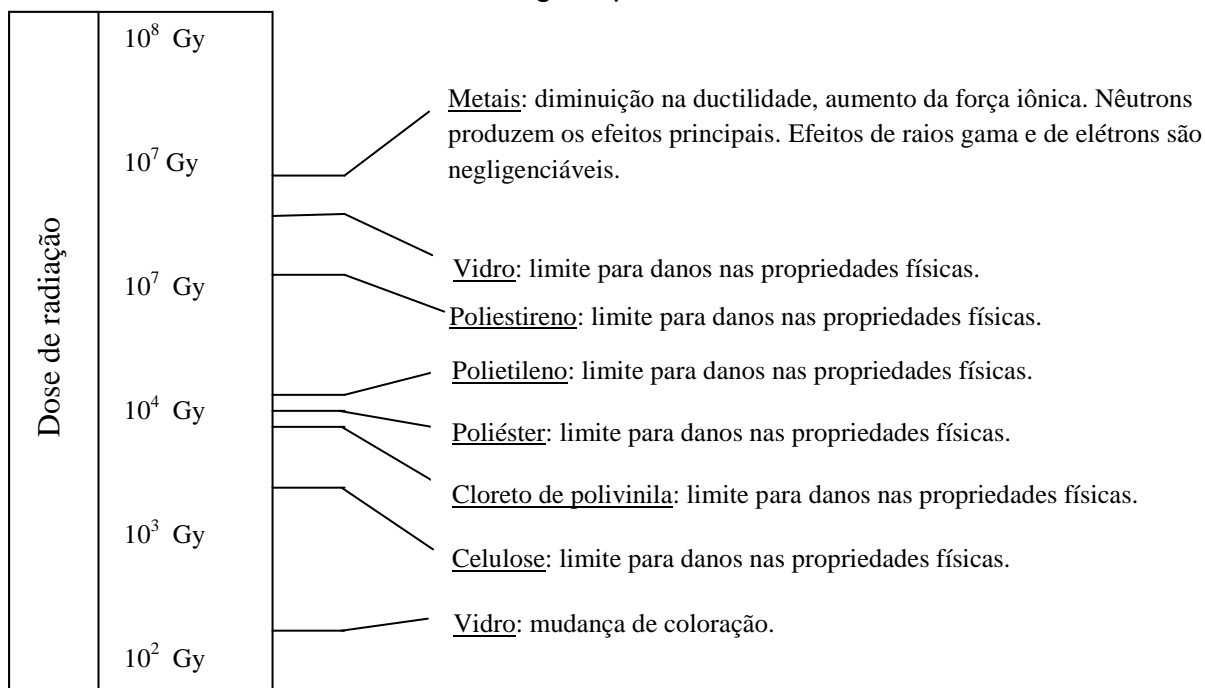 10⁸ Gy
Metais: diminuição na ductilidade, aumento da força iônica. Nêutrons
produzem os efeitos principais. Efeitos de raios gama e de elétrons são
negligenciáveis.
10⁷ Gy
Dose de radiação
Vidro: limite para danos nas propriedades físicas.
10⁷ Gy
Poliestireno: limite para danos nas propriedades físicas.
Polietileno: limite para danos nas propriedades físicas.
10⁴ Gy
Poliéster: limite para danos nas propriedades físicas.
Cloreto de polivinila: limite para danos nas propriedades físicas.
10³ Gy
Celulose: limite para danos nas propriedades físicas.
Vidro: mudança de coloração.
10² Gy